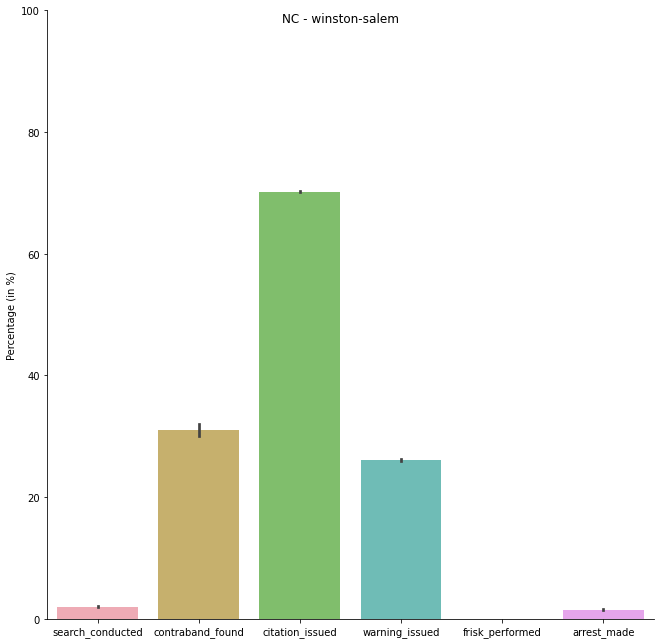 NC - winston-salem
Percentage (in %)
100
80
60
40
20
0
search_conducted contraband_found citation_issued warning_issued frisk_performed arrest_made